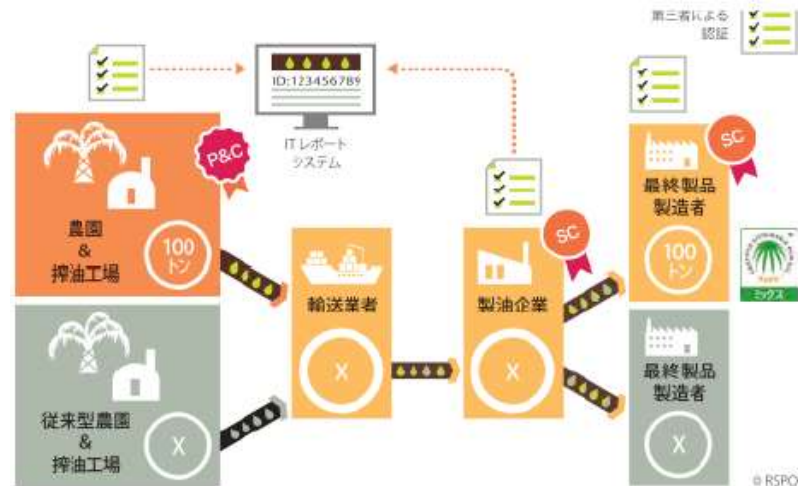 第三者による
認証
ID:123456789
ITレポート
システム
P&C
農園
&
搾油工場
100
トン
輸送業者
X
SC
製油企業
X
SC
最終製品
製造者
100
トン
ミックス
従来型農園
&
搾油工場
X
最終製品
製造者
X
© RSPO